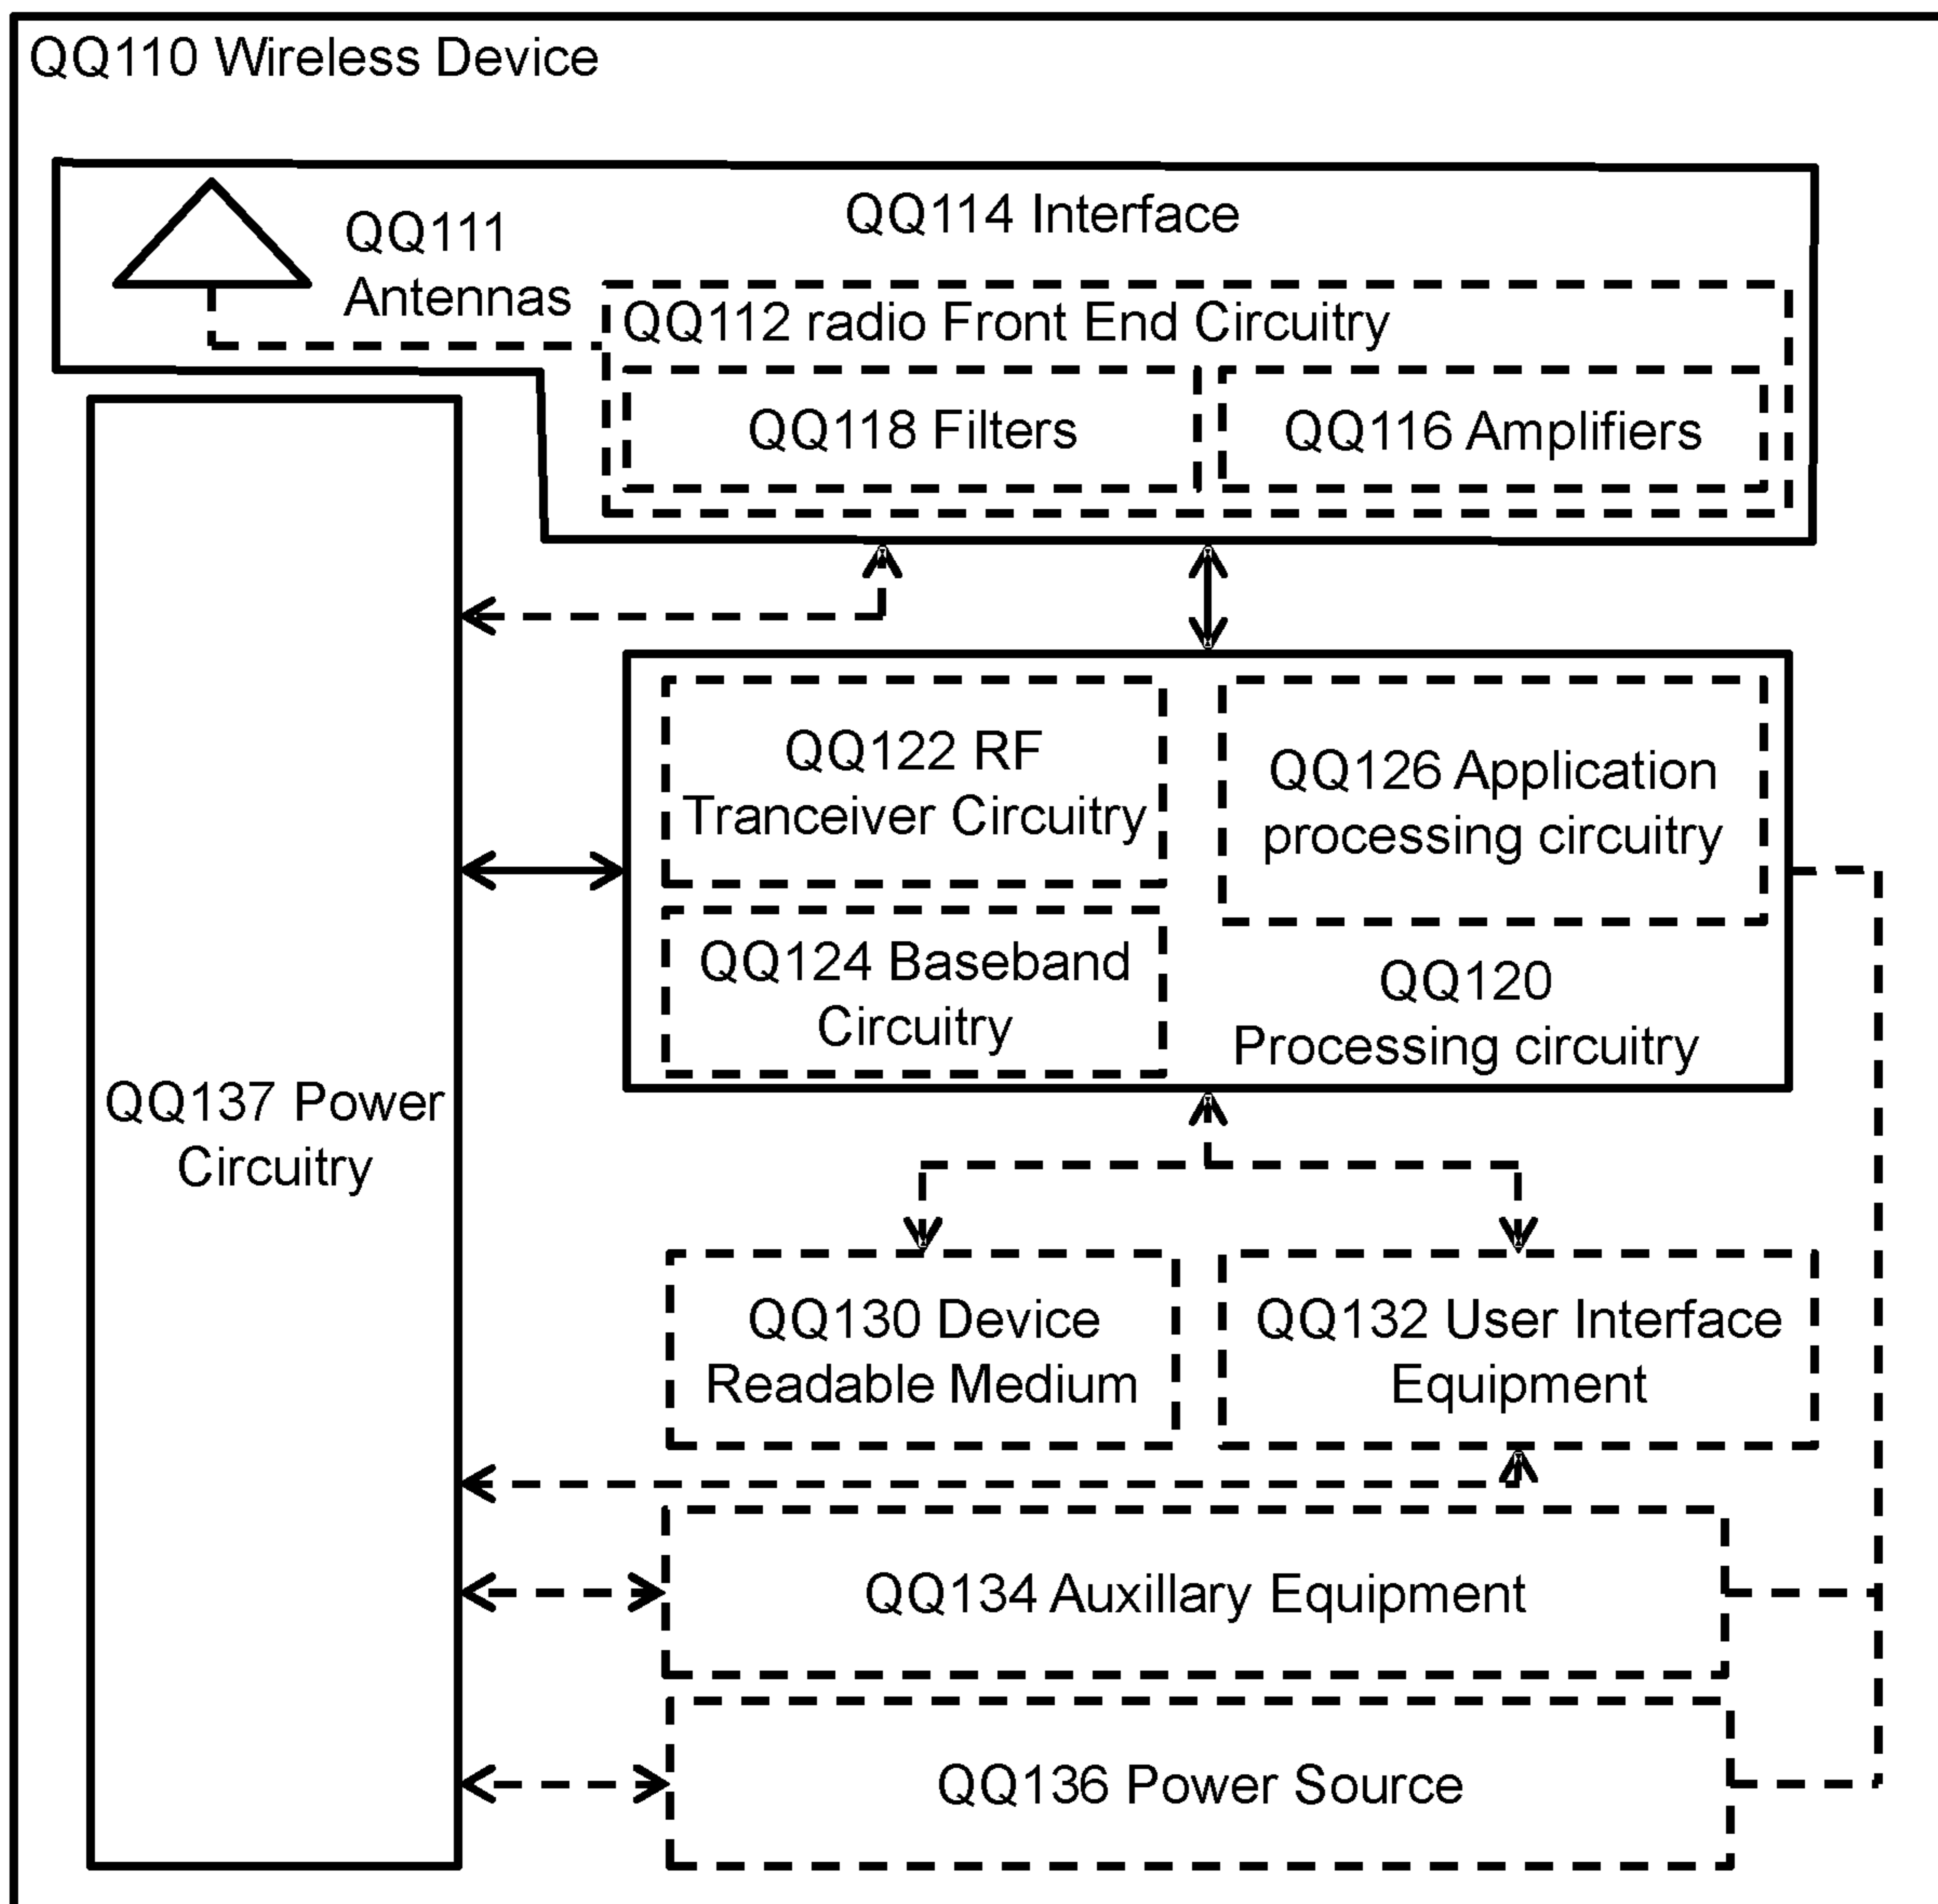 QQ110 Wireless Device
QQ111
Antennas
QQ114 Interface
QQ112 radio Front End Circuitry
QQ118 Filters
QQ116 Amplifiers
QQ122 RF
Tranceiver Circuitry
QQ126 Application
processing circuitry
QQ124 Baseband
Circuitry
QQ120
Processing circuitry
QQ137 Power
Circuitry
QQ130 Device
Readable Medium
QQ132 User Interface
Equipment
QQ134 Auxillary Equipment
QQ136 Power Source